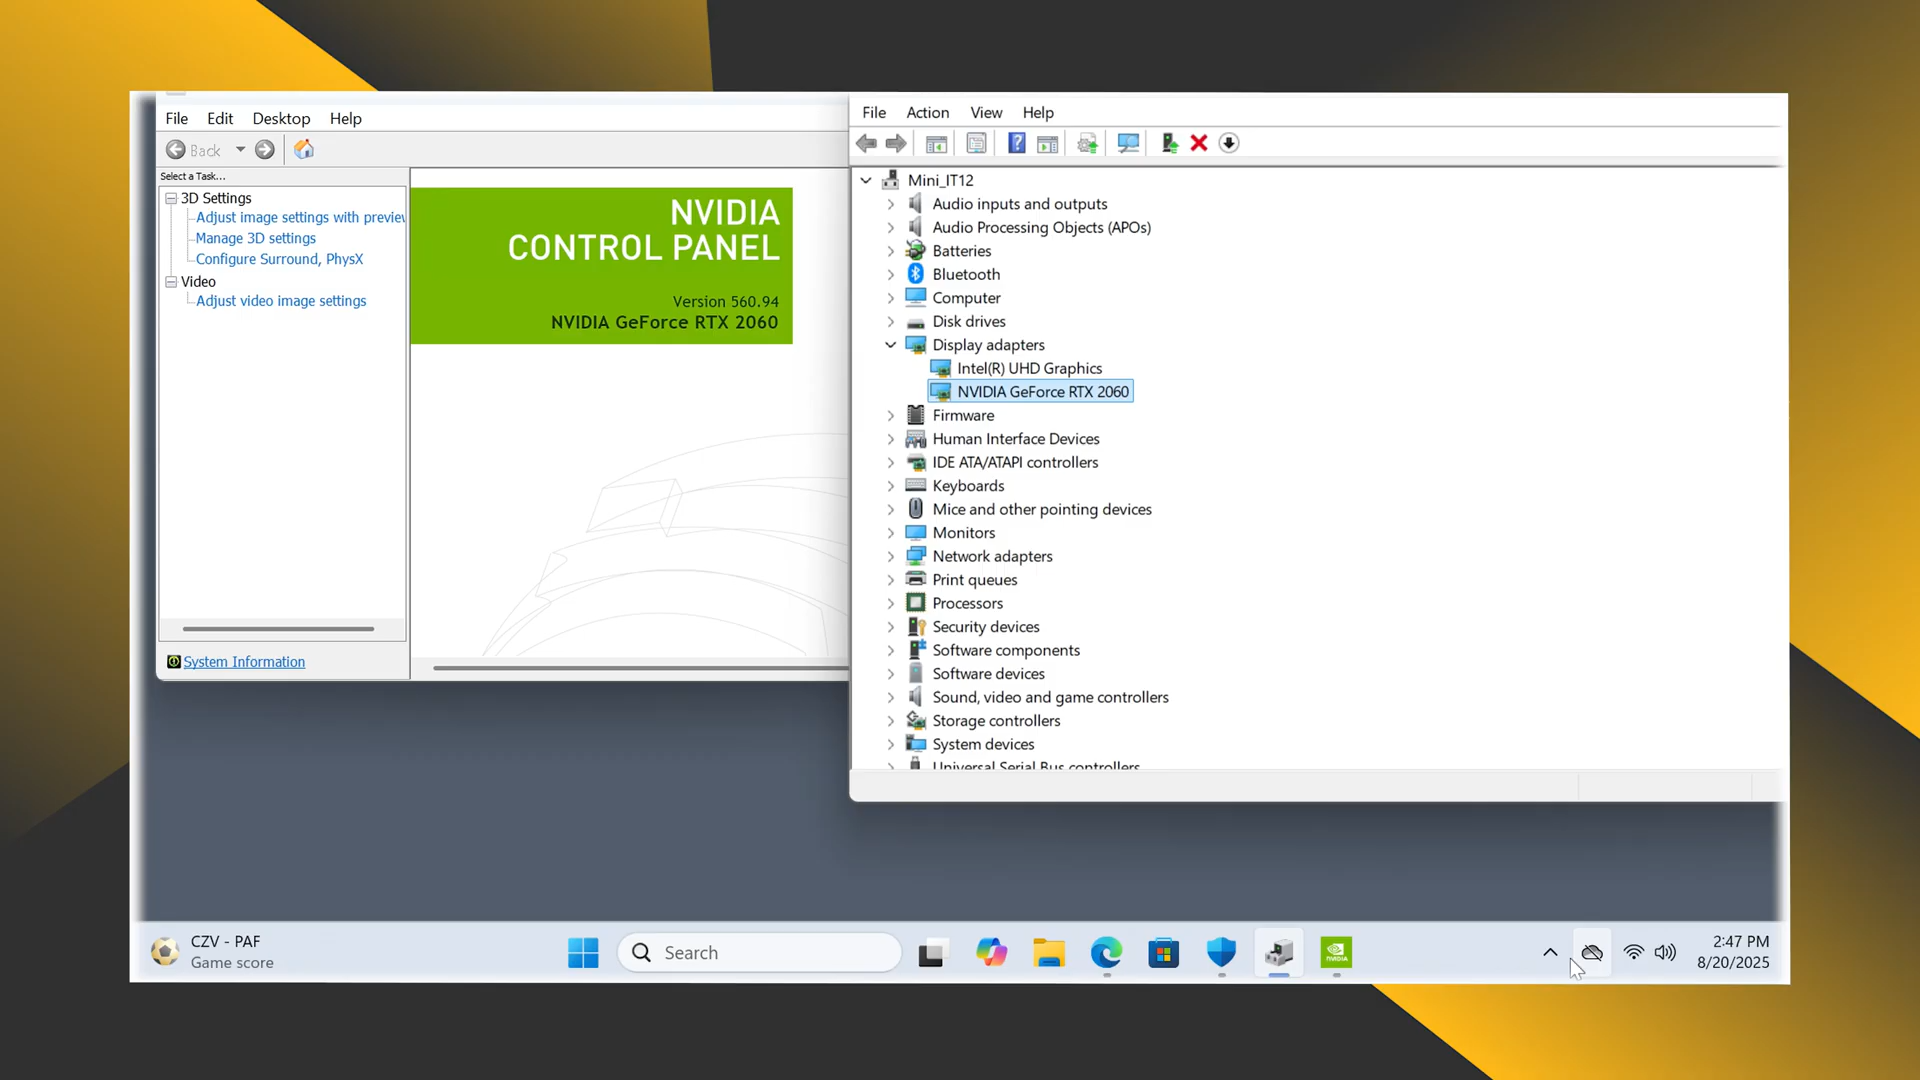 File Edit Desktop Help
Back
Select a Task...
3D Settings
Adjust image settings with preview
Manage 3D settings
Configure Surround, PhysX
Video
Adjust video image settings
System Information
NVIDIA
CONTROL PANEL
Version 560.94
NVIDIA GeForce RTX 2060
File Action View Help
Mini_IT12
Audio inputs and outputs
Audio Processing Objects (APOs)
Batteries
Bluetooth
Computer
Disk drives
Display adapters
Intel(R) UHD Graphics
NVIDIA GeForce RTX 2060
Firmware
Human Interface Devices
IDE ATA/ATAPI controllers
Keyboards
Mice and other pointing devices
Monitors
Network adapters
Print queues
Processors
Security devices
Software components
Software devices
Sound, video and game controllers
Storage controllers
System devices
Universal Serial Bus controllers
CZV - PAF
Game score
Search
NVIDIA
2:47 PM
8/20/2025